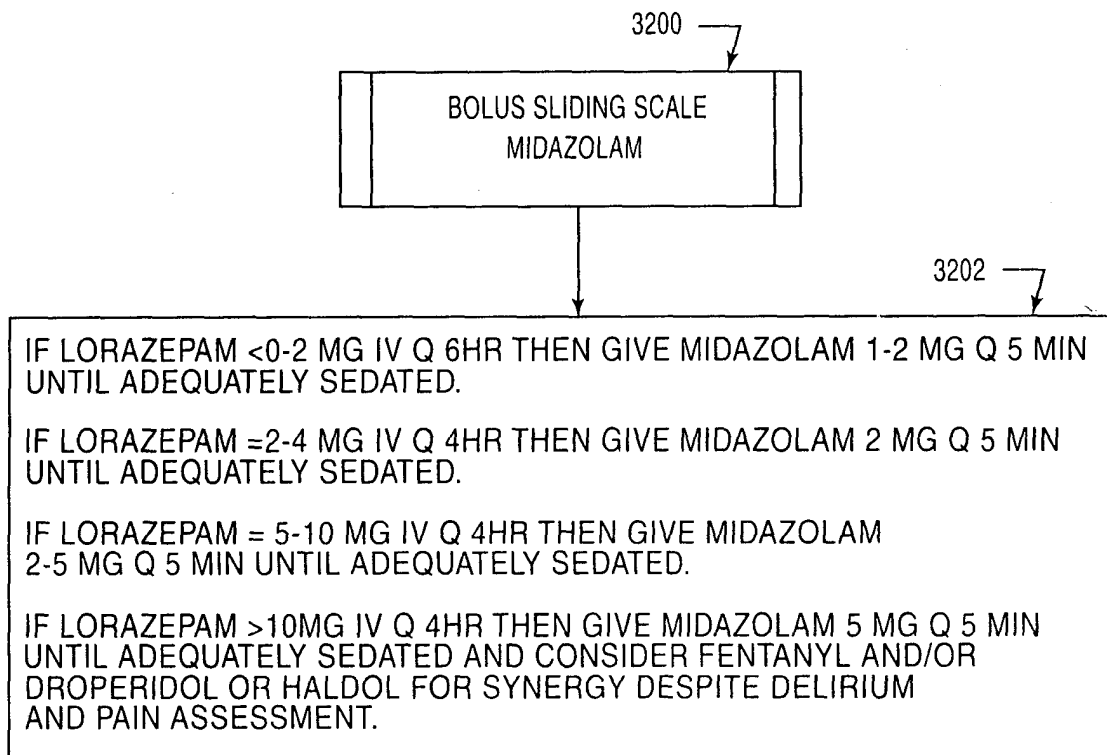 3200
BOLUS SLIDING SCALE
MIDAZOLAM
3202
IF LORAZEPAM <0-2 MG IV Q 6HR THEN GIVE MIDAZOLAM 1-2 MG Q 5 MIN
UNTIL ADEQUATELY SEDATED.
IF LORAZEPAM =2-4 MG IV Q 4HR THEN GIVE MIDAZOLAM 2 MG Q 5 MIN
UNTIL ADEQUATELY SEDATED.
IF LORAZEPAM = 5-10 MG IV Q 4HR THEN GIVE MIDAZOLAM
2-5 MG Q 5 MIN UNTIL ADEQUATELY SEDATED.
IF LORAZEPAM >10MG IV Q 4HR THEN GIVE MIDAZOLAM 5 MG Q 5 MIN
UNTIL ADEQUATELY SEDATED AND CONSIDER FENTANYL AND/OR
DROPERIDOL OR HALDOL FOR SYNERGY DESPITE DELIRIUM
AND PAIN ASSESSMENT.